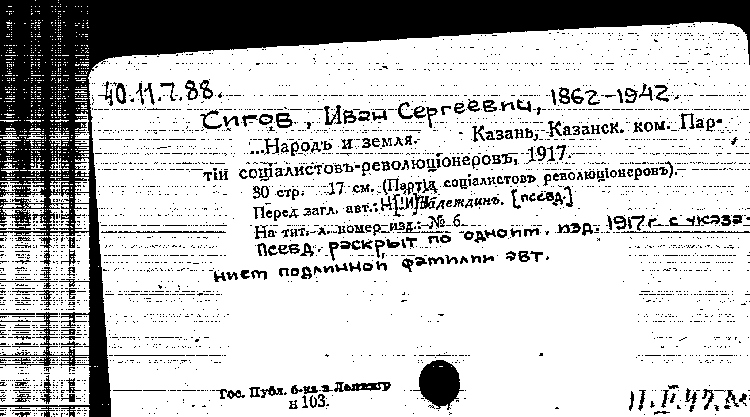 40.11.7.88.
Сигов, Иван Сергеевич, 1862-1942.
...Народъ и земля. Казань, Казанск. ком. Пар-
тіи соціалистовъ-революціонеровъ, 1917.
30 стр. 17 см. (Партія соціалистовъ революціонеровъ).
Перед загл. авт.: Н[!И] Надеждинъ. [псевд.]
На тит. л. номер изд.: № 6.
Псевд. раскрыт по одноим. изд. 1917г с указа-
нием подлинной фамилии авт.
Гос. Публ. б-ка в Ленингр
н 103.